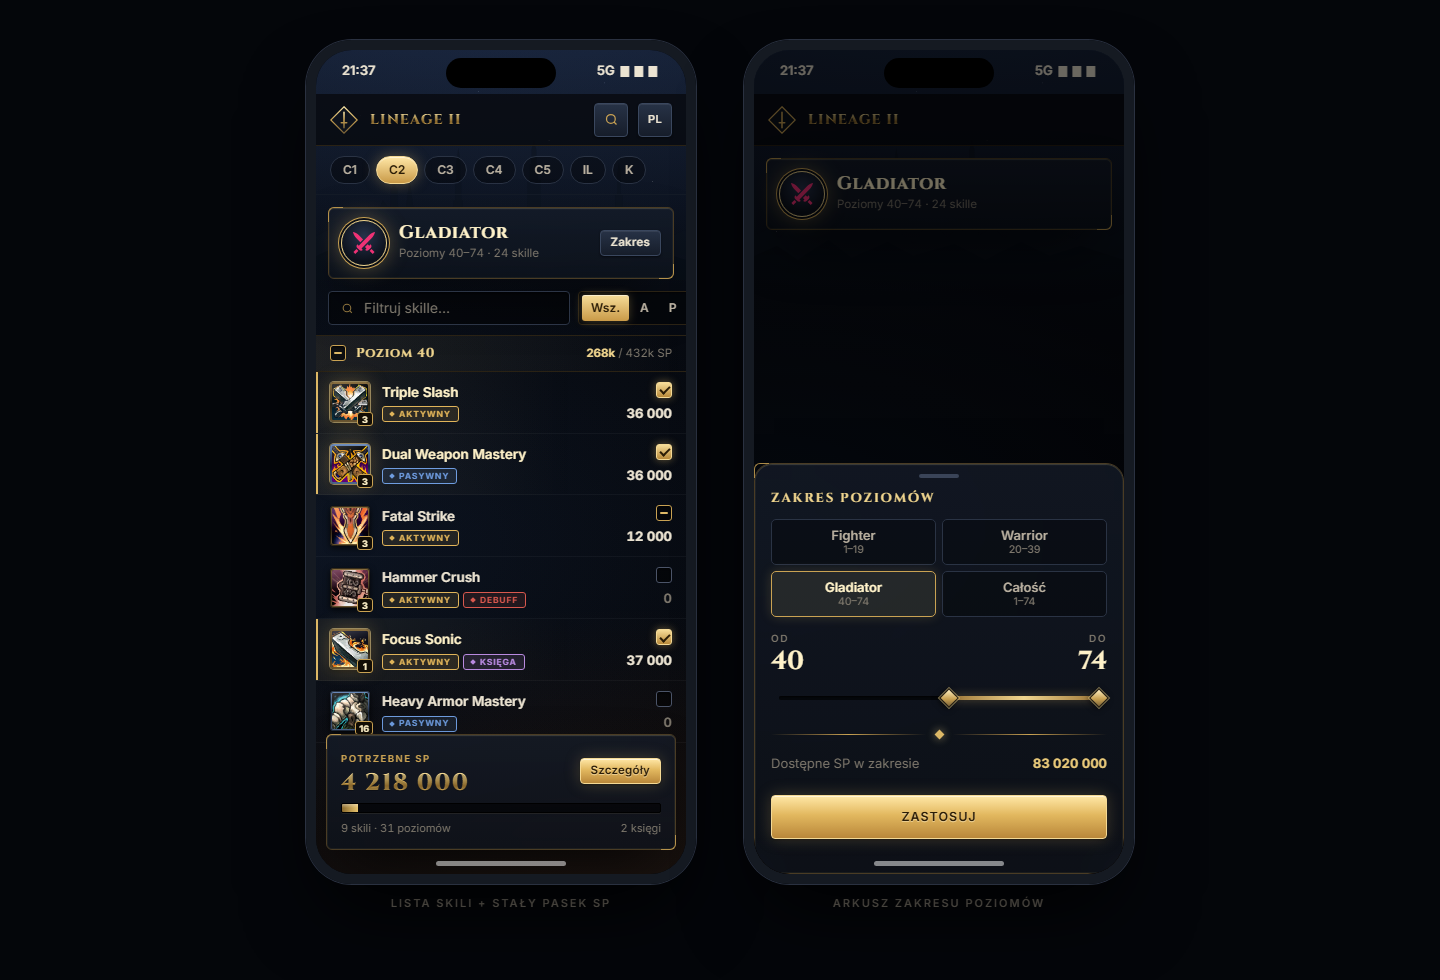 21:37
5G
LINEAGE II
PL
C1 C2 C3 C4 C5 IL K
GLADIATOR
Poziomy 40–74 · 24 skille
Zakres
Filtruj skille...
Wsz. A P
POZIOM 40
268k / 432k SP
Triple Slash
3
AKTYWNY
36 000
Dual Weapon Mastery
3
PASYWNY
36 000
Fatal Strike
3
AKTYWNY
12 000
Hammer Crush
3
AKTYWNY DEBUFF
0
Focus Sonic
1
AKTYWNY KSIĘGA
37 000
Heavy Armor Mastery
16
PASYWNY
0
POTRZEBNE SP
4 218 000
Szczegóły
9 skili · 31 poziomów
2 księgi
LISTA SKILI + STAŁY PASEK SP
21:37
5G
LINEAGE II
GLADIATOR
Poziomy 40–74 · 24 skille
ZAKRES POZIOMÓW
Fighter
1–19
Warrior
20–39
Gladiator
40–74
Całość
1–74
OD
40
DO
74
Dostępne SP w zakresie
83 020 000
ZASTOSUJ
ARKUSZ ZAKRESU POZIOMÓW